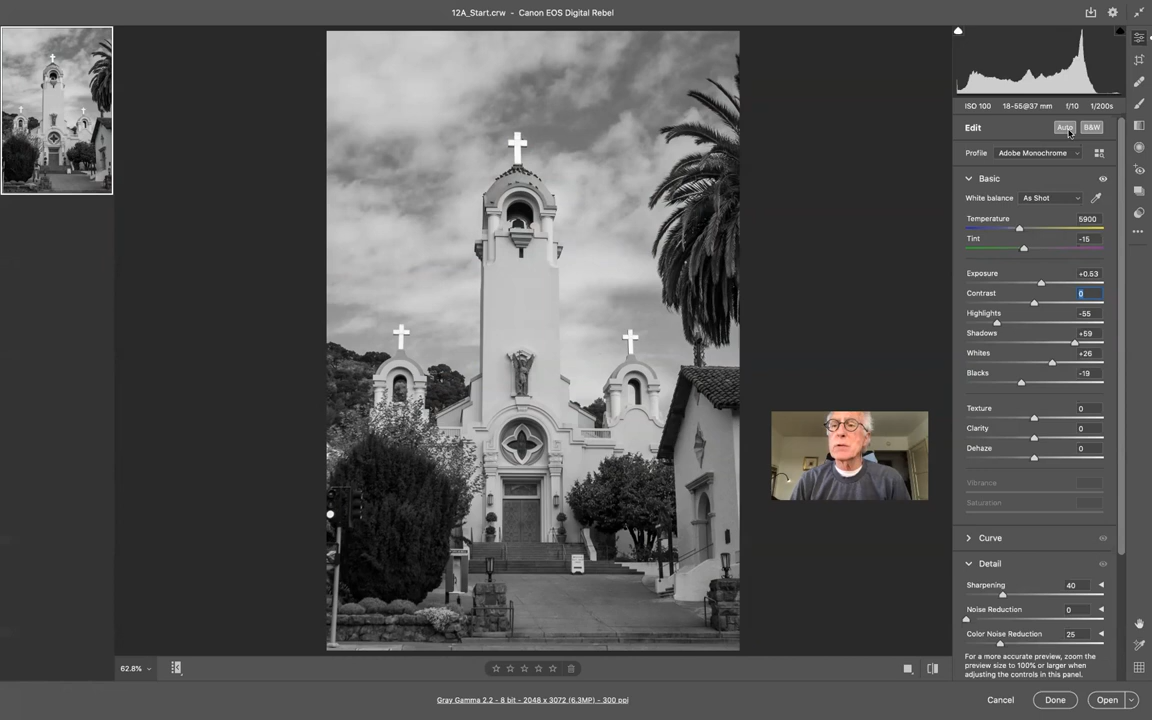 12A_Start.crw - Canon EOS Digital Rebel
ISO 100 18-55@37 mm f/10 1/200s
Edit Auto B&W
Profile Adobe Monochrome
Basic
White balance As Shot
Temperature 5900
Tint -15
Exposure +0.53
Contrast 0
Highlights -55
Shadows +59
Whites +26
Blacks -19
Texture 0
Clarity 0
Dehaze 0
Vibrance
Saturation
Curve
Detail
Sharpening 40
Noise Reduction 0
Color Noise Reduction 25
For a more accurate preview, zoom the
preview size to 100% or larger when
adjusting the controls in this panel.
62.8%
Gray Gamma 2.2 - 8 bit - 2048 x 3072 (6.3MP) - 300 ppi
Cancel Done Open